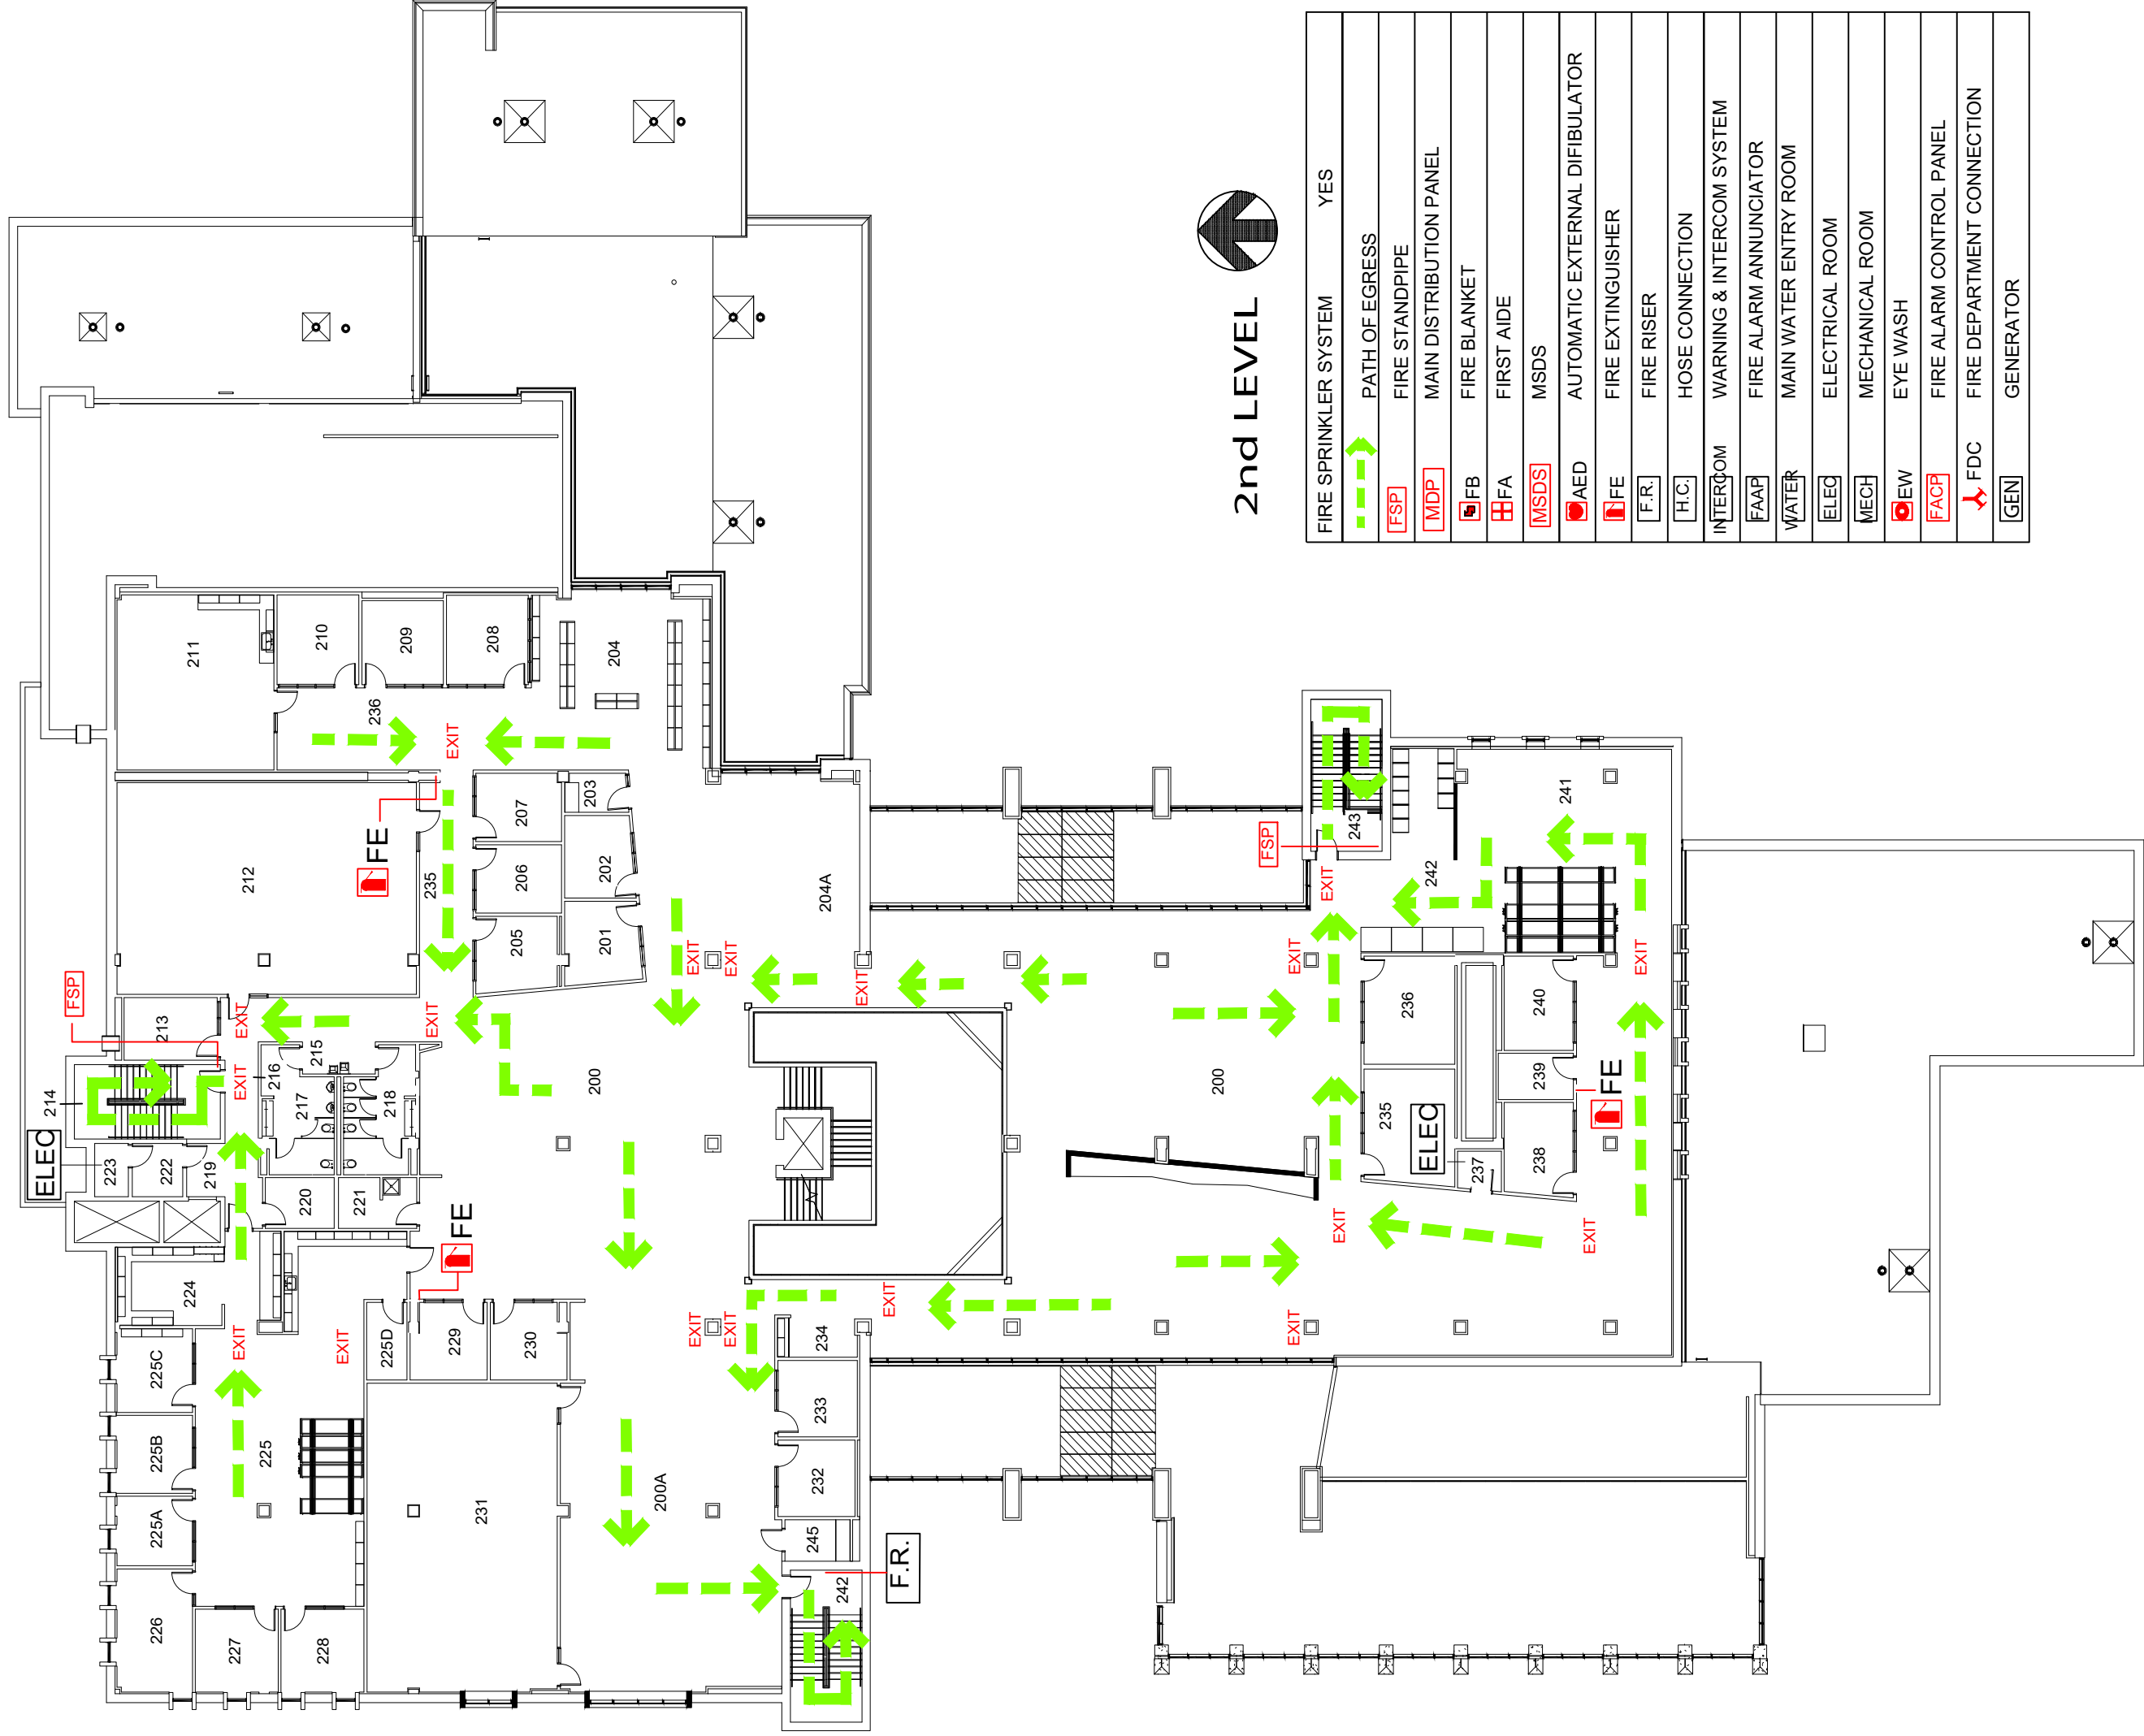 2nd LEVEL
FIRE SPRINKLER SYSTEM YES
PATH OF EGRESS
FSP FIRE STANDPIPE
MDP MAIN DISTRIBUTION PANEL
FB FIRE BLANKET
FA FIRST AIDE
MSDS MSDS
AED AUTOMATIC EXTERNAL DIFIBULATOR
FE FIRE EXTINGUISHER
F.R. FIRE RISER
H.C. HOSE CONNECTION
INTERCOM WARNING & INTERCOM SYSTEM
FAAP FIRE ALARM ANNUNCIATOR
WATER MAIN WATER ENTRY ROOM
ELEC ELECTRICAL ROOM
MECH MECHANICAL ROOM
EW EYE WASH
FACP FIRE ALARM CONTROL PANEL
FDC FIRE DEPARTMENT CONNECTION
GEN GENERATOR
211
210
209
208
204
236
EXIT
212
FE
235
207
203
206
202
205
201
204A
EXIT
EXIT
EXIT
FSP
213
EXIT
EXIT
214
EXIT
215
216
217
218
200
ELEC
223
222
219
220
221
FE
224
EXIT
EXIT
225D
229
230
EXIT
EXIT
EXIT
234
225C
225B
225A
225
226
227
228
231
200A
233
232
245
242
F.R.
200
FSP
243
EXIT
EXIT
242
241
EXIT
236
240
239
FE
235
ELEC
237
238
EXIT
EXIT
EXIT